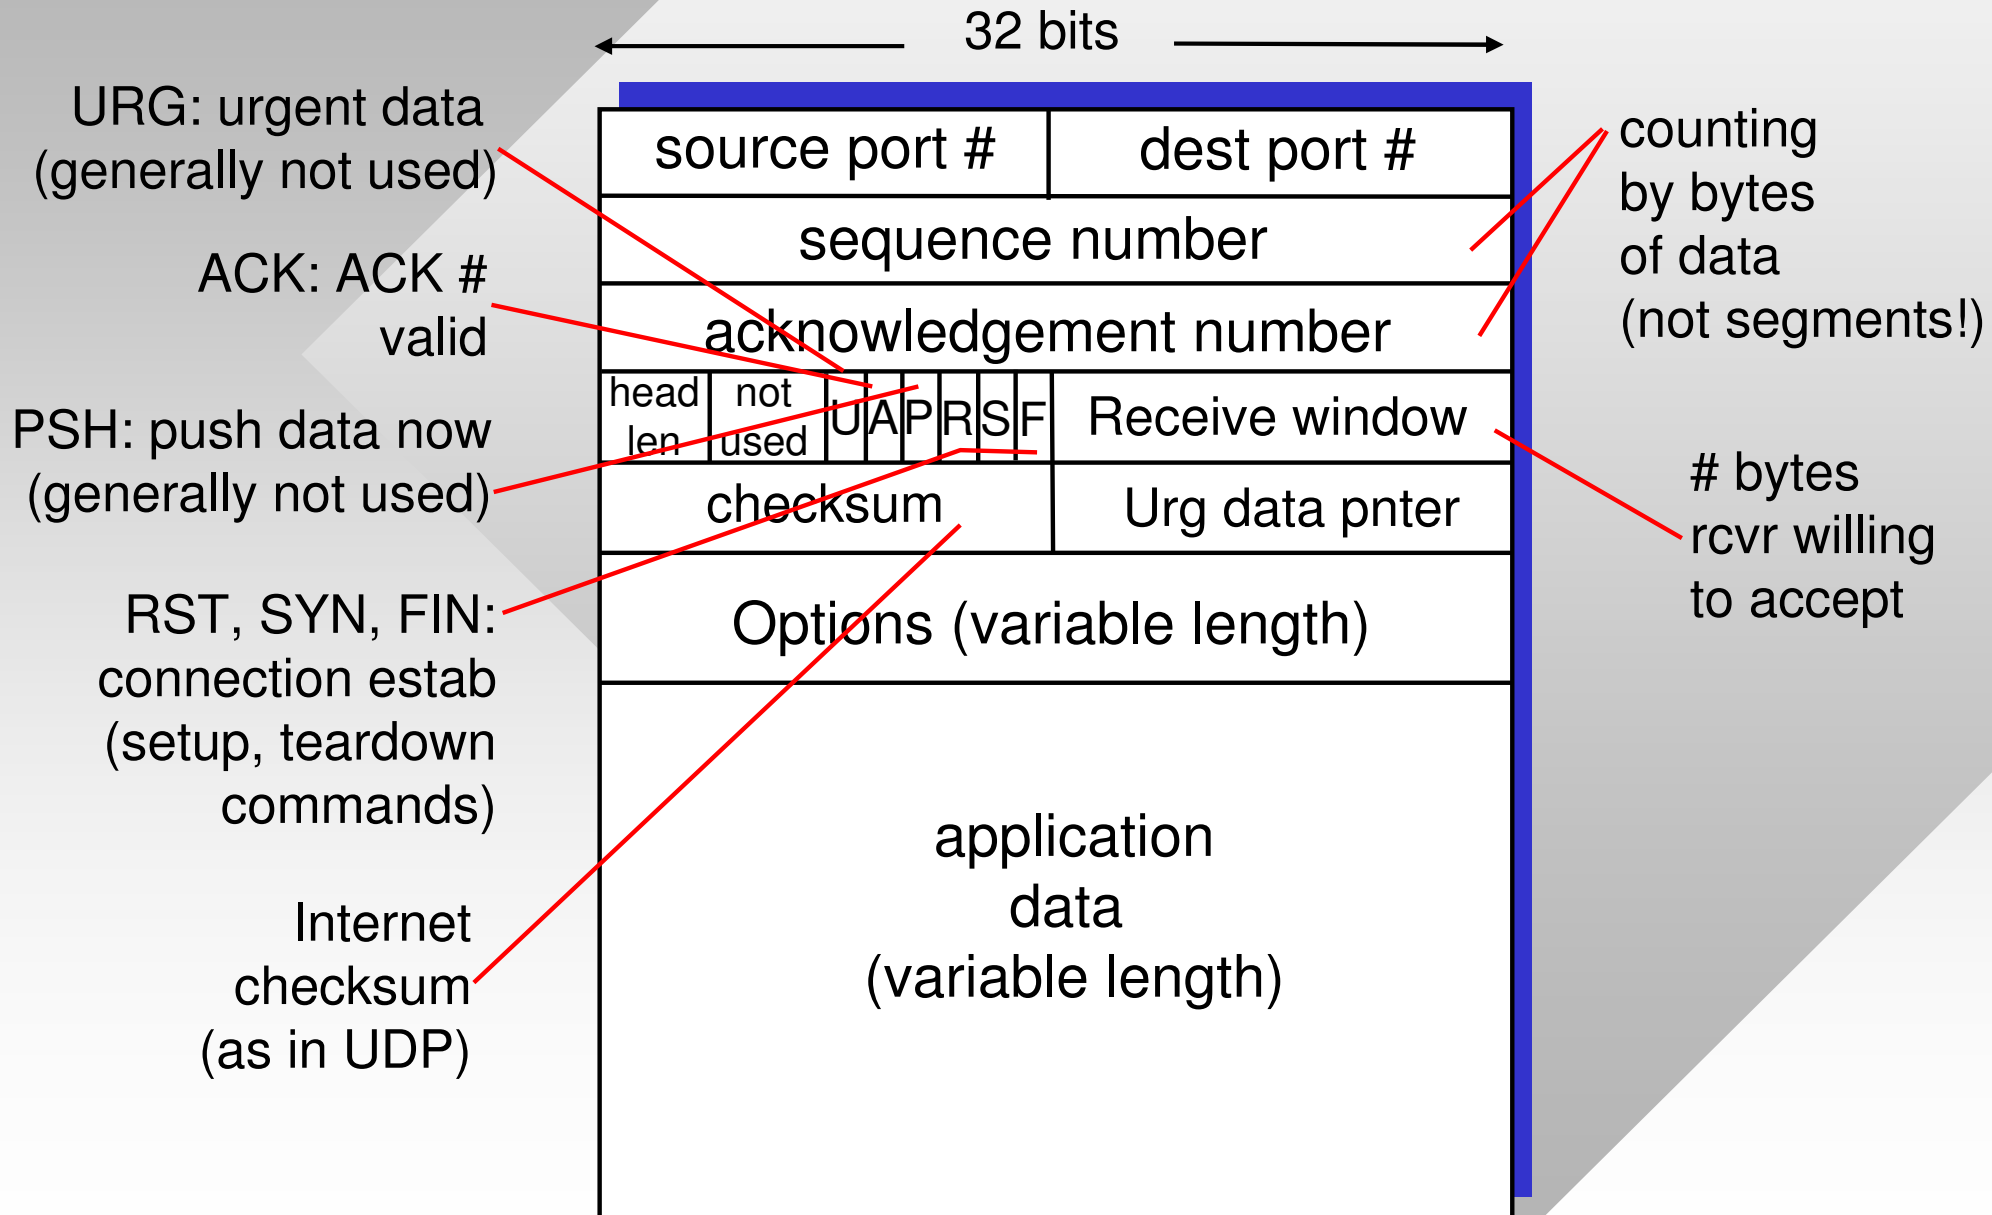 32 bits
URG: urgent data
(generally not used)
ACK: ACK #
valid
PSH: push data now
(generally not used)
RST, SYN, FIN:
connection estab
(setup, teardown
commands)
Internet
checksum
(as in UDP)
source port # dest port #
sequence number
acknowledgement number
head not
len used U A P R S F Receive window
checksum Urg data pnter
Options (variable length)
application
data
(variable length)
counting
by bytes
of data
(not segments!)
# bytes
rcvr willing
to accept